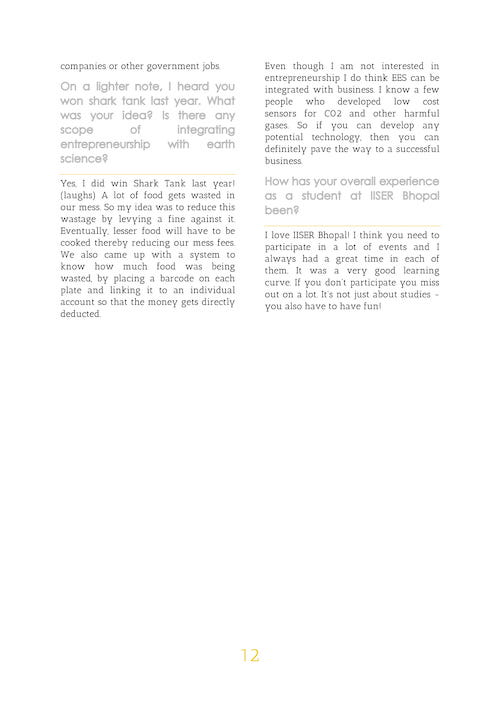 companies or other government jobs.
On a lighter note, I heard you
won shark tank last year. What
was your idea? Is there any
scope of integrating
entrepreneurship with earth
science?
Yes, I did win Shark Tank last year!
(laughs) A lot of food gets wasted in
our mess. So my idea was to reduce this
wastage by levying a fine against it.
Eventually, lesser food will have to be
cooked thereby reducing our mess fees.
We also came up with a system to
know how much food was being
wasted, by placing a barcode on each
plate and linking it to an individual
account so that the money gets directly
deducted.
Even though I am not interested in
entrepreneurship I do think EES can be
integrated with business. I know a few
people who developed low cost
sensors for CO2 and other harmful
gases. So if you can develop any
potential technology, then you can
definitely pave the way to a successful
business.
How has your overall experience
as a student at IISER Bhopal
been?
I love IISER Bhopal! I think you need to
participate in a lot of events and I
always had a great time in each of
them. It was a very good learning
curve. If you don't participate you miss
out on a lot. It's not just about studies -
you also have to have fun!
12